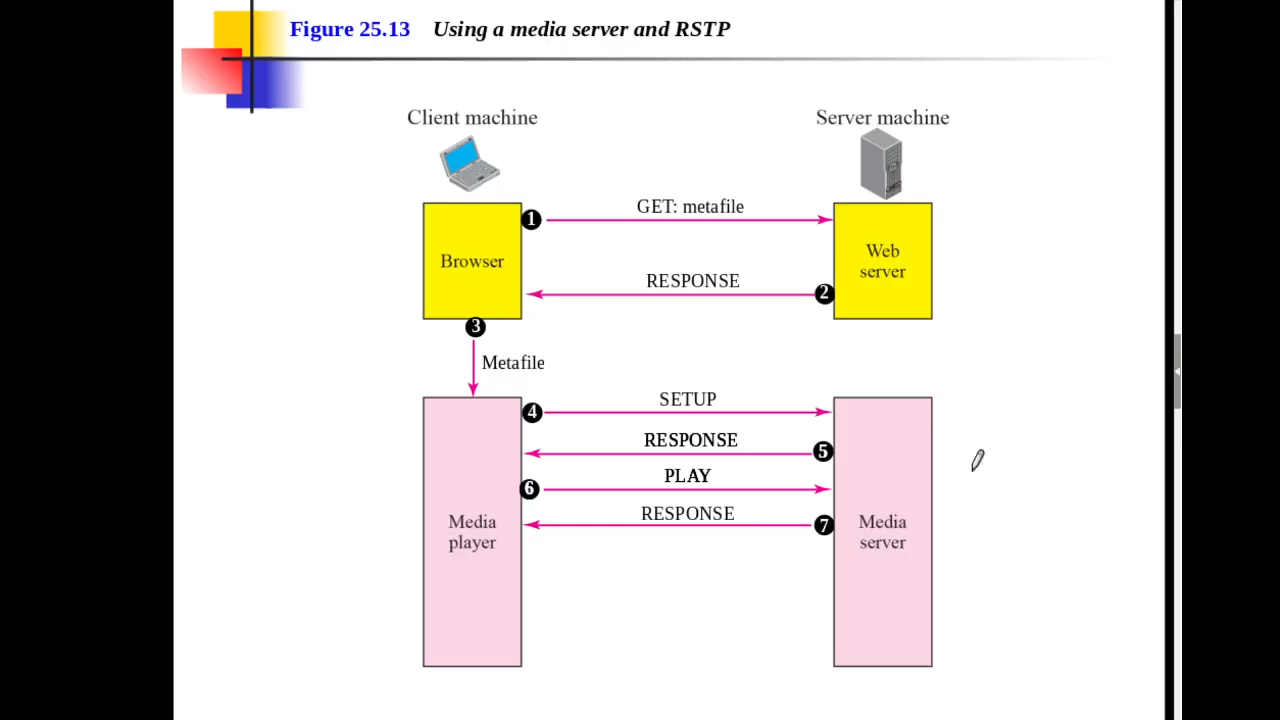 Figure 25.13 Using a media server and RSTP
Client machine
Server machine
1 GET: metafile
Browser
Web
server
RESPONSE 2
3
Metafile
4 SETUP
RESPONSE 5
6 PLAY
RESPONSE 7
Media
player
Media
server